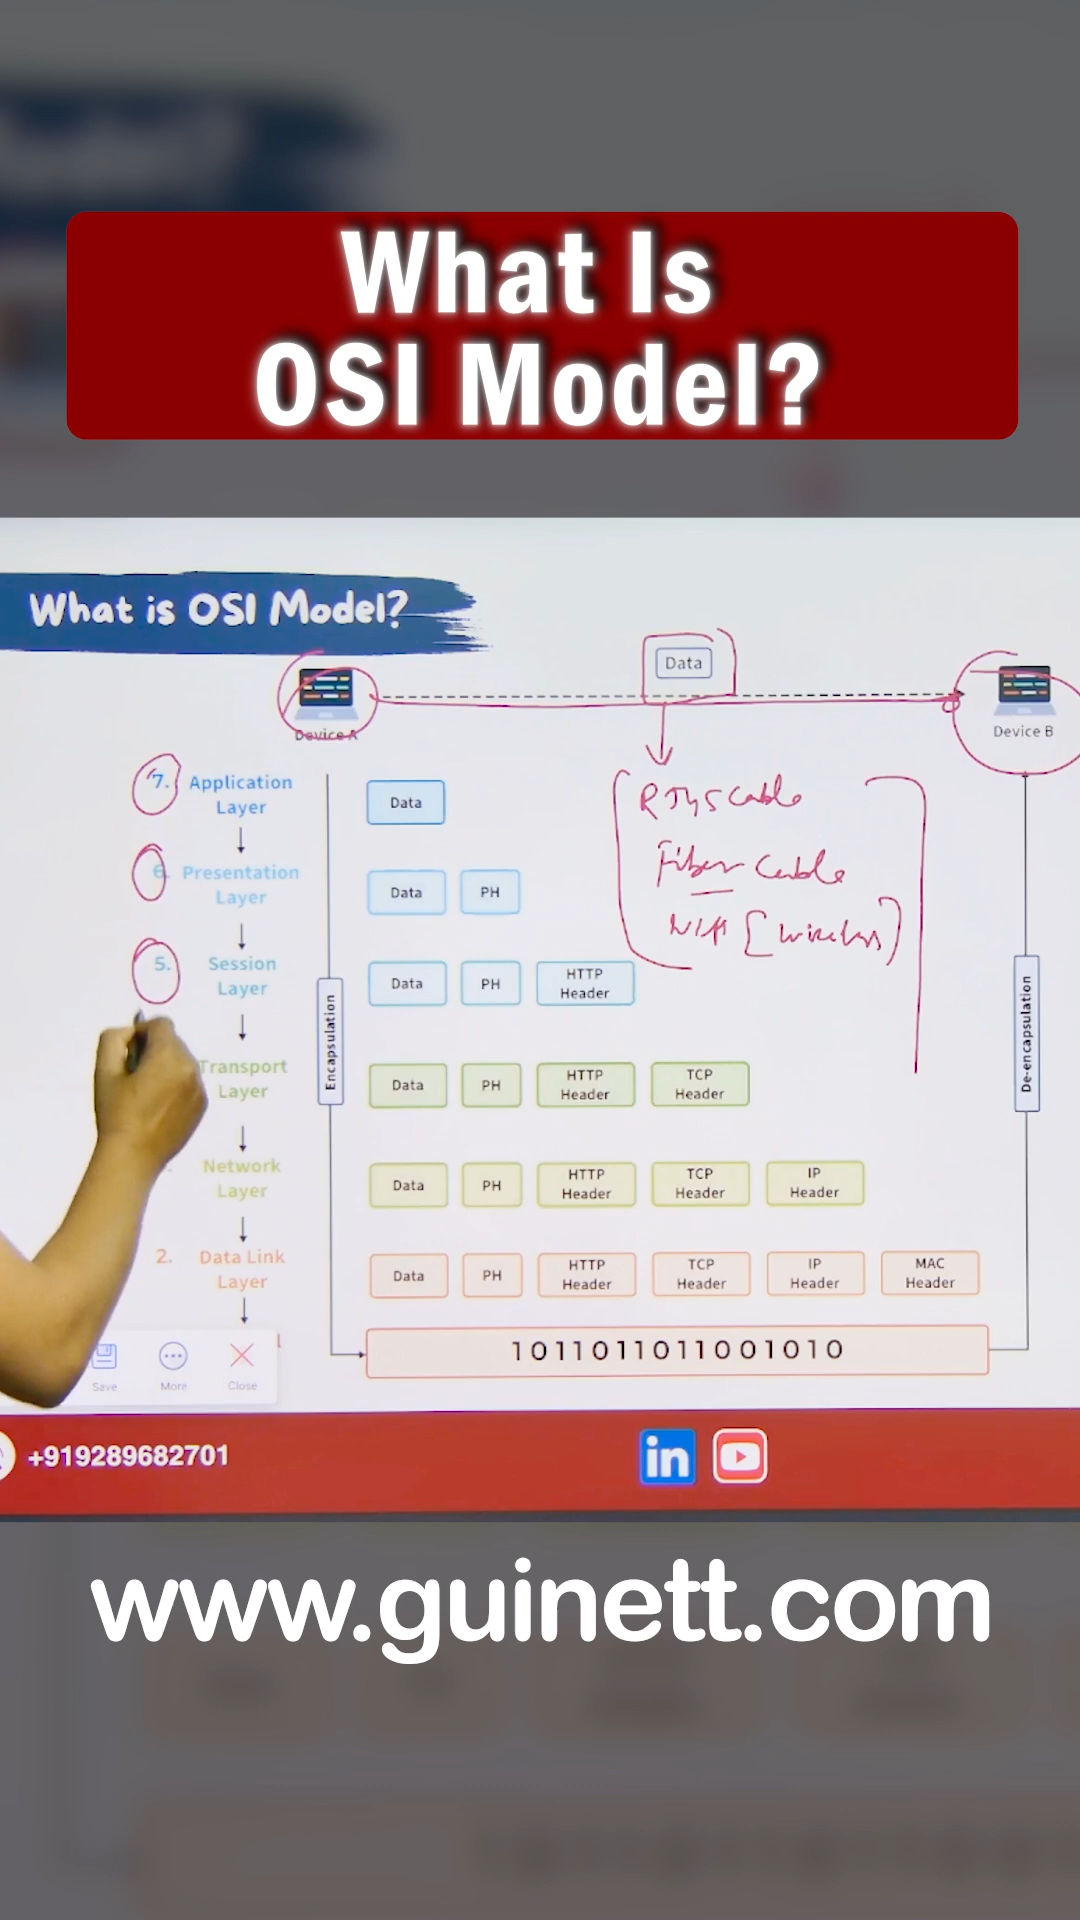 What Is
OSI Model?
What is OSI Model?
Data
Device A
Device B
7. Application
Layer
Data
RJ45 Cable
Fiber Cable
[wireless]
6. Presentation
Layer
Data
PH
5. Session
Layer
Data
PH
HTTP
Header
Encapsulation
De-encapsulation
Transport
Layer
Data
PH
HTTP
Header
TCP
Header
Network
Layer
Data
PH
HTTP
Header
TCP
Header
IP
Header
2. Data Link
Layer
Data
PH
HTTP
Header
TCP
Header
IP
Header
MAC
Header
1011011011001010
Save
More
Close
+919289682701
in
www.guinett.com